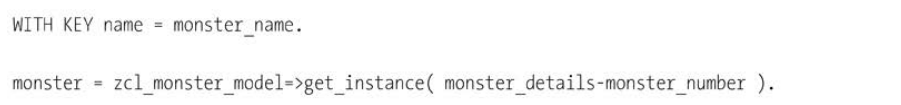 WITH KEY name = monster_name.
monster = zcl_monster_model=>get_instance( monster_details-monster_number ).